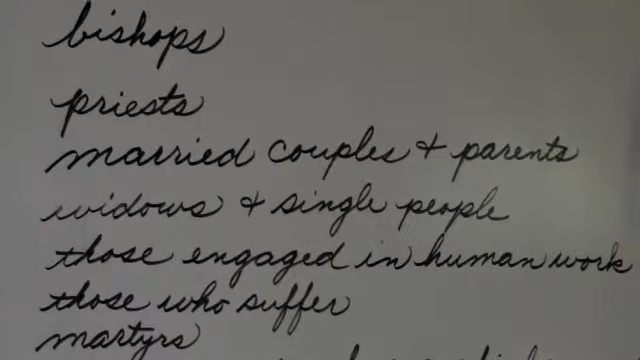 bishops
priests
married couples & parents
widows & single people
those engaged in human work
those who suffer
martyrs